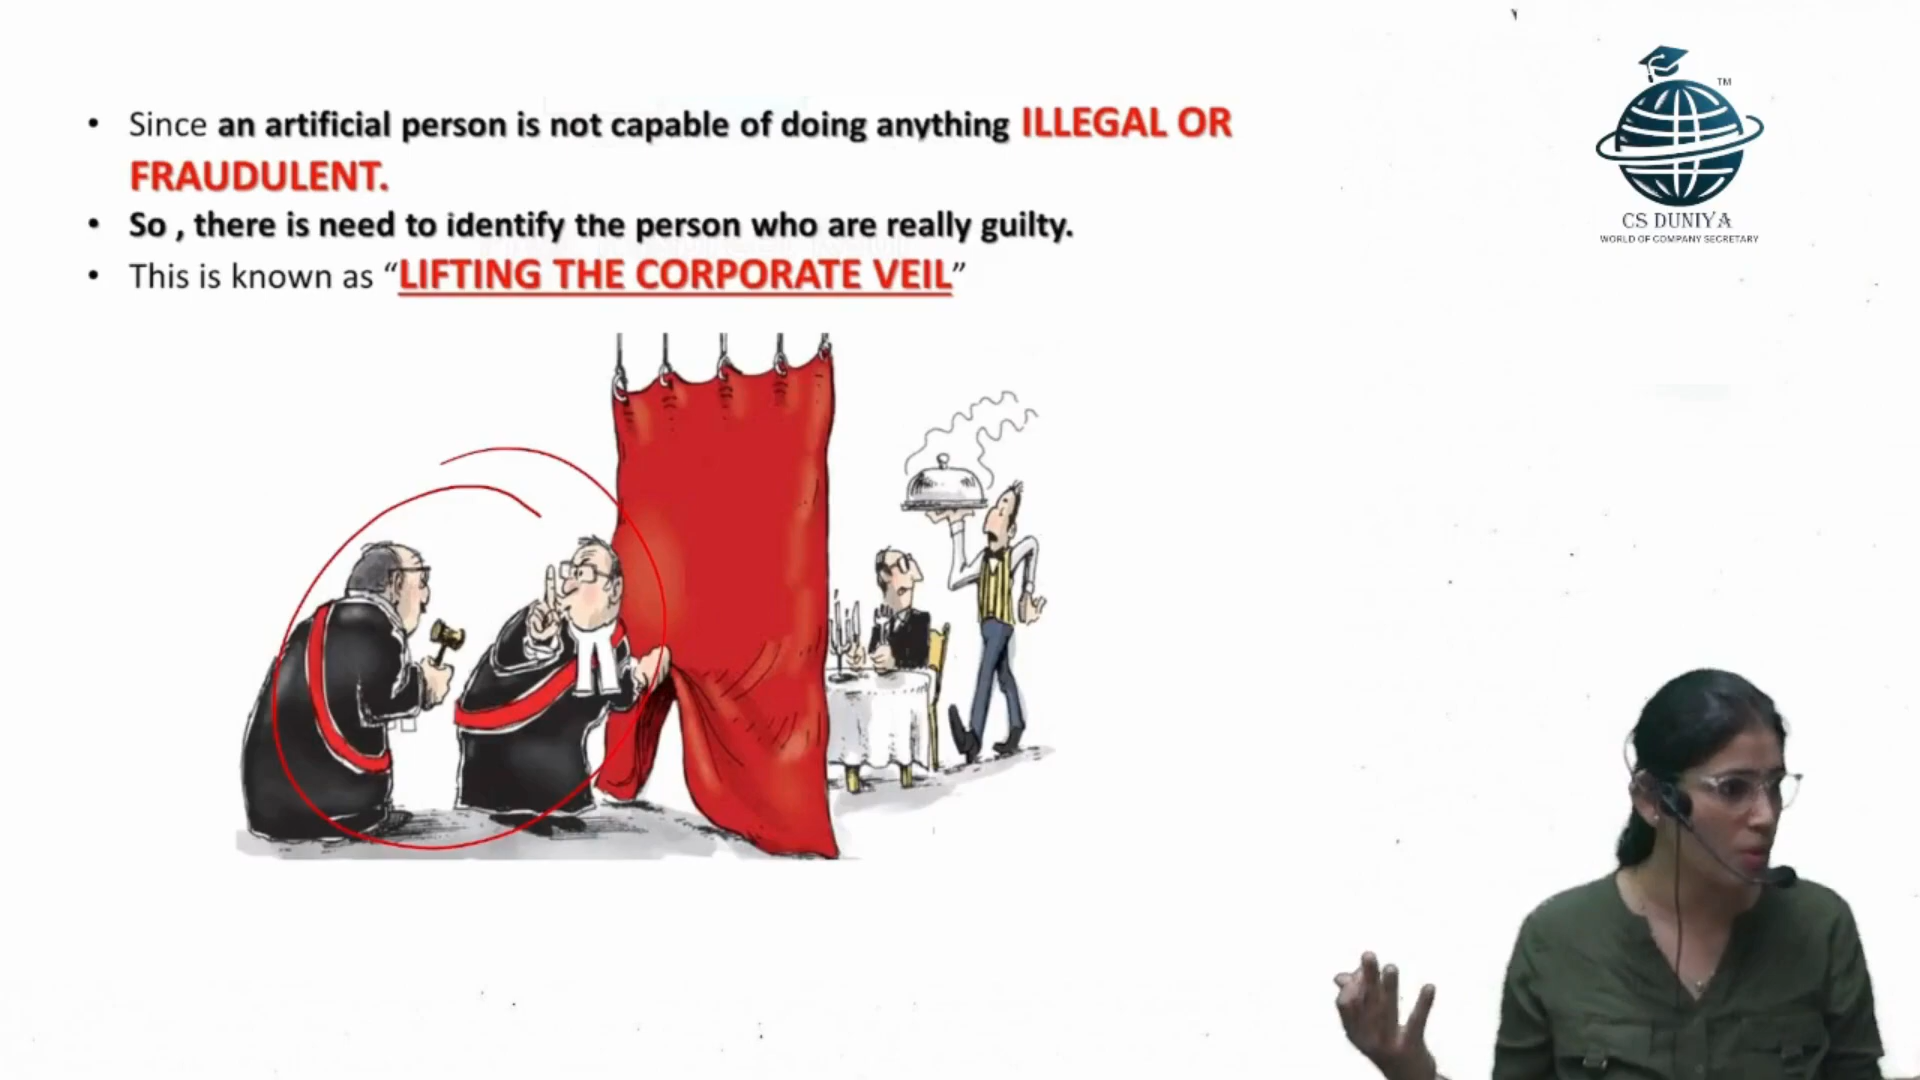 • Since an artificial person is not capable of doing anything ILLEGAL OR
FRAUDULENT.
• So , there is need to identify the person who are really guilty.
• This is known as “LIFTING THE CORPORATE VEIL”
TM
CS DUNIYA
WORLD OF COMPANY SECRETARY